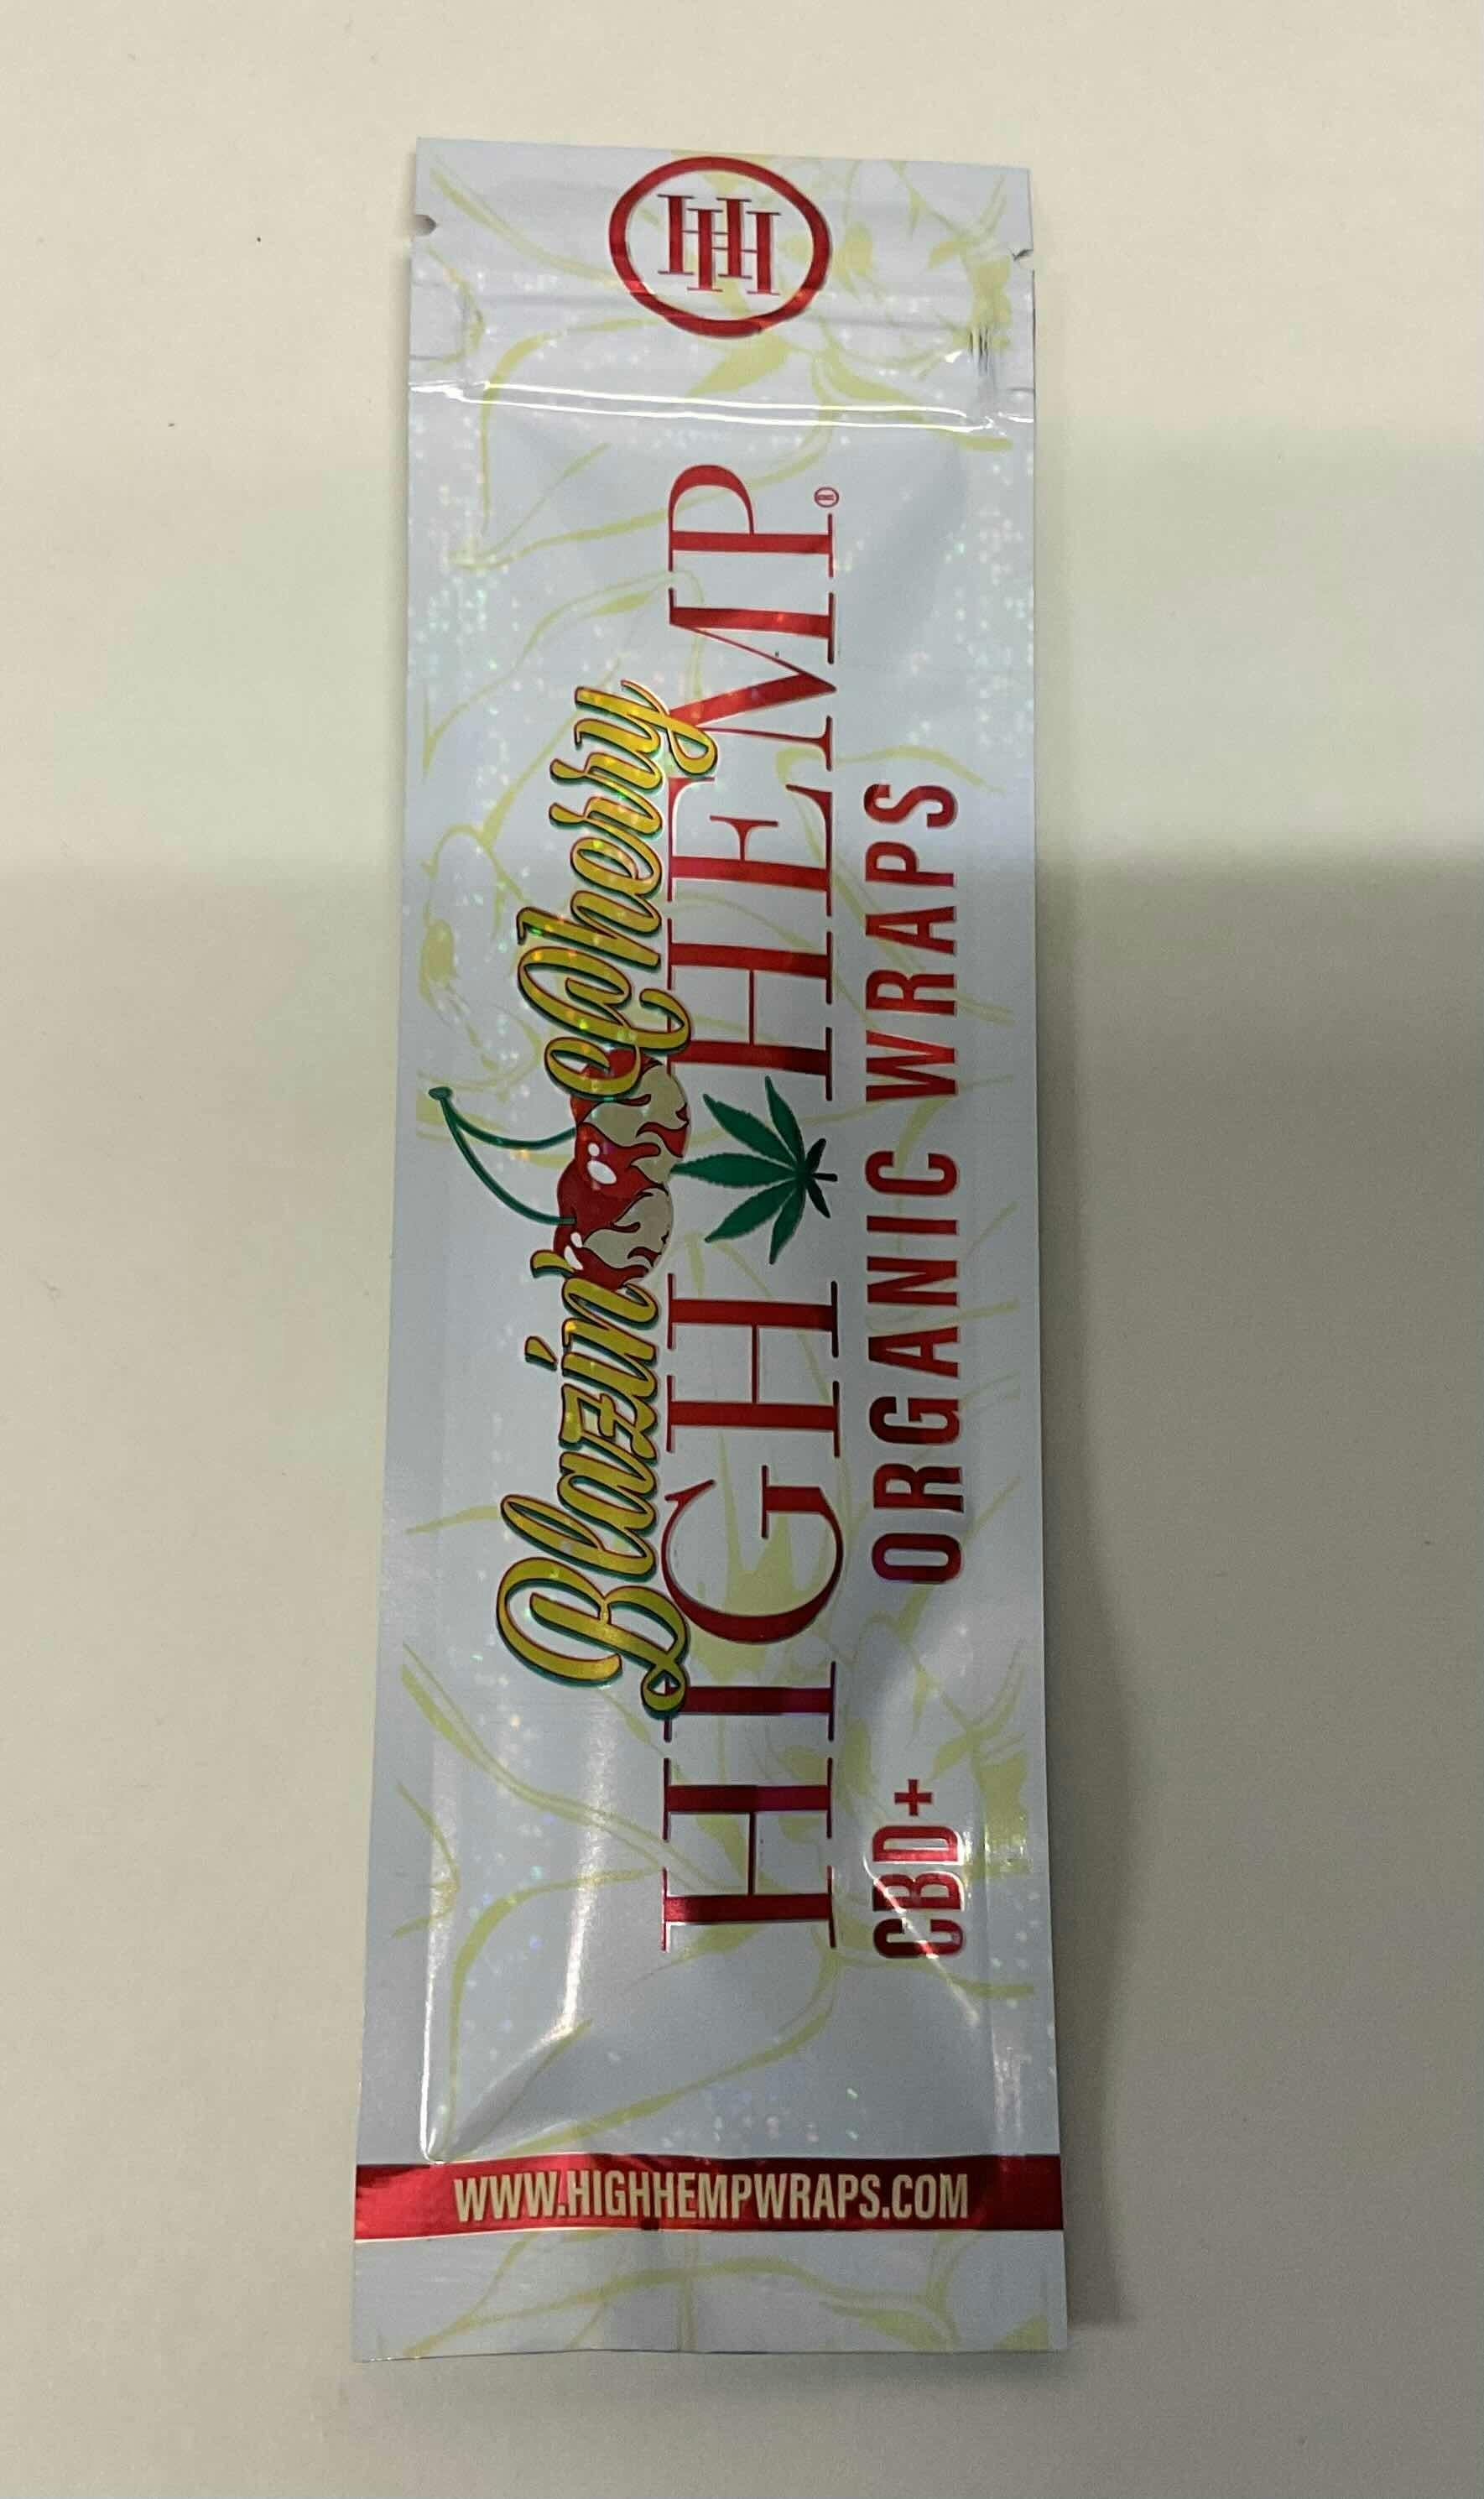 HH
Blazin' Cherry
HIGH HEMP®
CBD+ ORGANIC WRAPS
WWW.HIGHHEMPWRAPS.COM